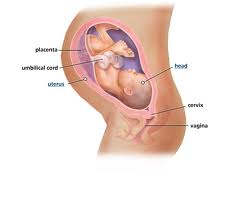 placenta
head
umbilical cord
uterus
cervix
vagina